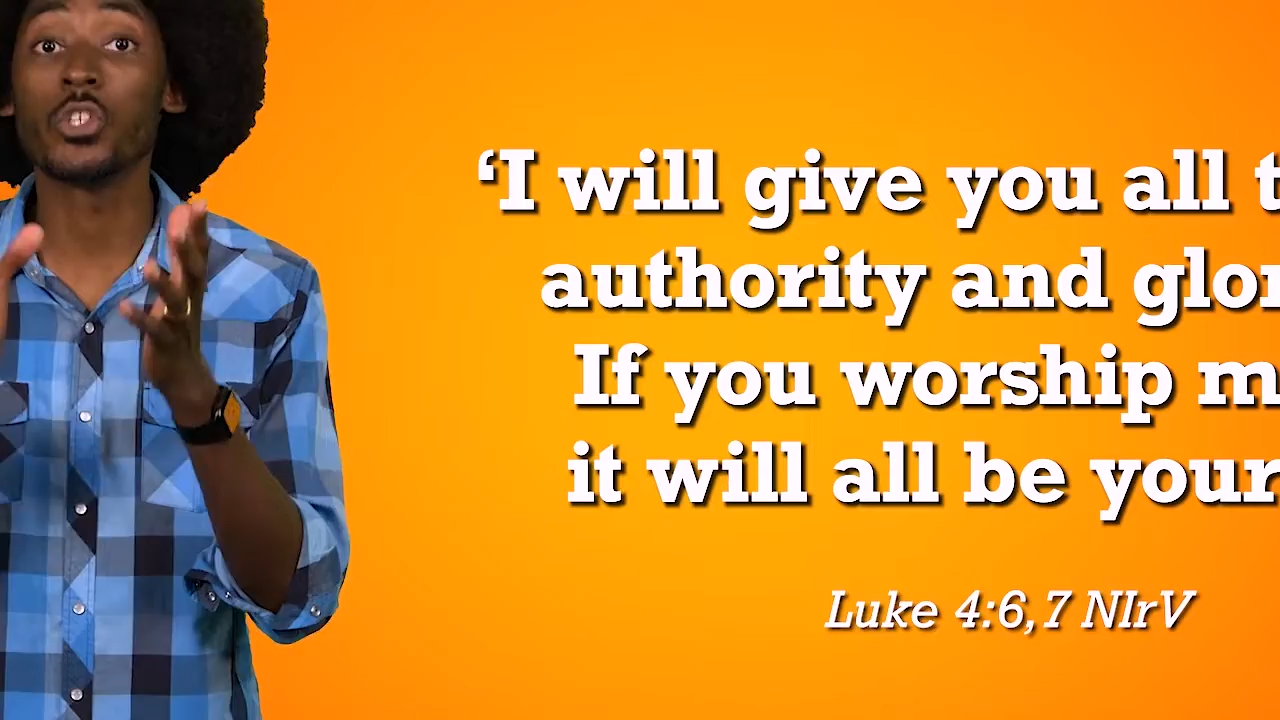 ‘I will give you all
authority and
If you worship
it will all be your
Luke 4:6,7 NIrV